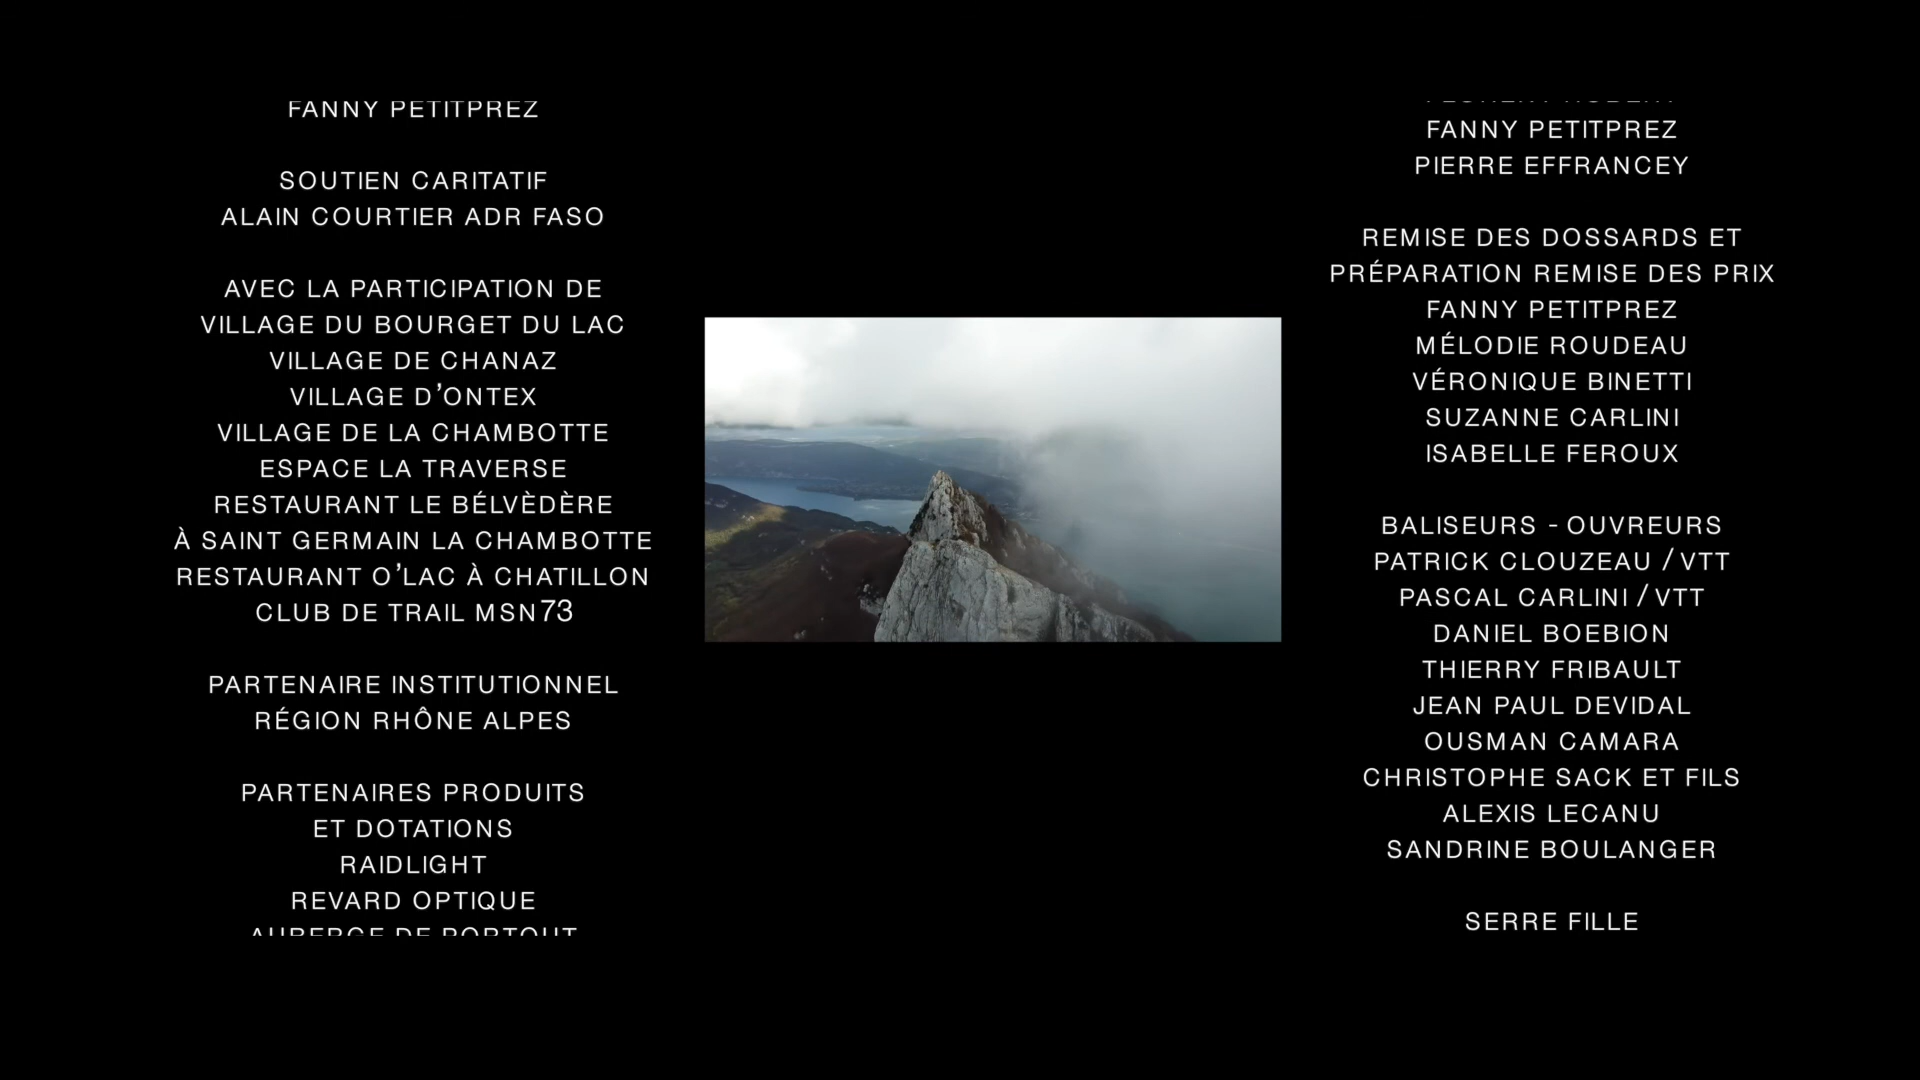 FANNY PETITPREZ
SOUTIEN CARITATIF
ALAIN COURTIER ADR FASO
AVEC LA PARTICIPATION DE
VILLAGE DU BOURGET DU LAC
VILLAGE DE CHANAZ
VILLAGE D'ONTEX
VILLAGE DE LA CHAMBOTTE
ESPACE LA TRAVERSE
RESTAURANT LE BÉLVÈDÈRE
À SAINT GERMAIN LA CHAMBOTTE
RESTAURANT O'LAC À CHATILLON
CLUB DE TRAIL MSN73
PARTENAIRE INSTITUTIONNEL
RÉGION RHÔNE ALPES
PARTENAIRES PRODUITS
ET DOTATIONS
RAIDLIGHT
REVARD OPTIQUE
AUBERGE DE PORTOUT
FANNY PETITPREZ
PIERRE EFFRANCEY
REMISE DES DOSSARDS ET
PRÉPARATION REMISE DES PRIX
FANNY PETITPREZ
MÉLODIE ROUDEAU
VÉRONIQUE BINETTI
SUZANNE CARLINI
ISABELLE FEROUX
BALISEURS - OUVREURS
PATRICK CLOUZEAU / VTT
PASCAL CARLINI / VTT
DANIEL BOEBION
THIERRY FRIBAULT
JEAN PAUL DEVIDAL
OUSMAN CAMARA
CHRISTOPHE SACK ET FILS
ALEXIS LECANU
SANDRINE BOULANGER
SERRE FILLE